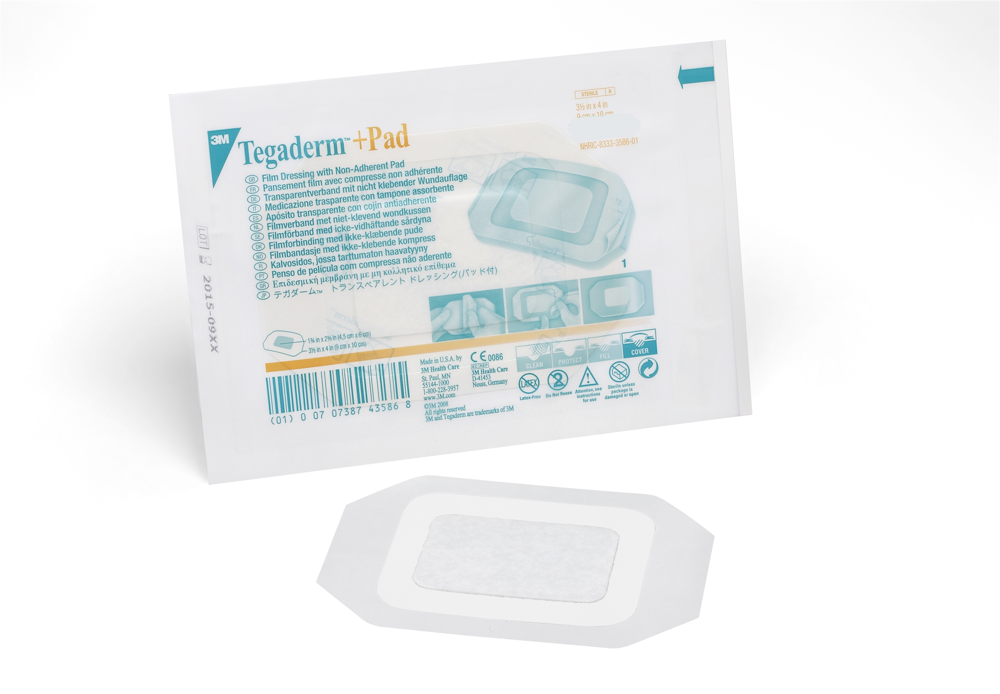 STERILE R
3½ in x 4 in
9 cm x 10 cm
NHRIC-8333-3586-01
3M
Tegaderm™ +Pad
GB Film Dressing with Non-Adherent Pad
FR Pansement film avec compresse non adhérente
DE Transparentverband mit nicht klebender Wundauflage
IT Medicazione trasparente con tampone assorbente
ES Apósito transparente con cojín antiadherente
NL Filmverband met niet-klevend wondkussen
SE Filmförband med icke-vidhäftande sårdyna
DK Filmforbinding med ikke-klæbende pude
NO Filmbandasje med ikke-klebende kompress
FI Kalvosidos, jossa tarttumaton haavatyyny
PT Penso de película com compressa não aderente
GR Επιδεσμική μεμβράνη με μη κολλητικό επίθεμα
JP テガダーム™ トランスペアレント ドレッシング(パッド付)
1
LOT
2015-09XX
1¾ in x 2⅜ in (4,5 cm x 6 cm)
3½ in x 4 in (9 cm x 10 cm)
(01) 0 07 07387 43586 8
Made in U.S.A. by
3M Health Care
St. Paul, MN
55144-1000
1-800-228-3957
www.3M.com
©3M 2008
All rights reserved
3M and Tegaderm are trademarks of 3M
CE 0086
EC REP
3M Health Care
D-41453
Neuss, Germany
CLEAN
PROTECT
FILL
COVER
LATEX
Latex-Free
2
Do Not Reuse
Attention, see
instructions
for use
Sterile unless
package is
damaged or open